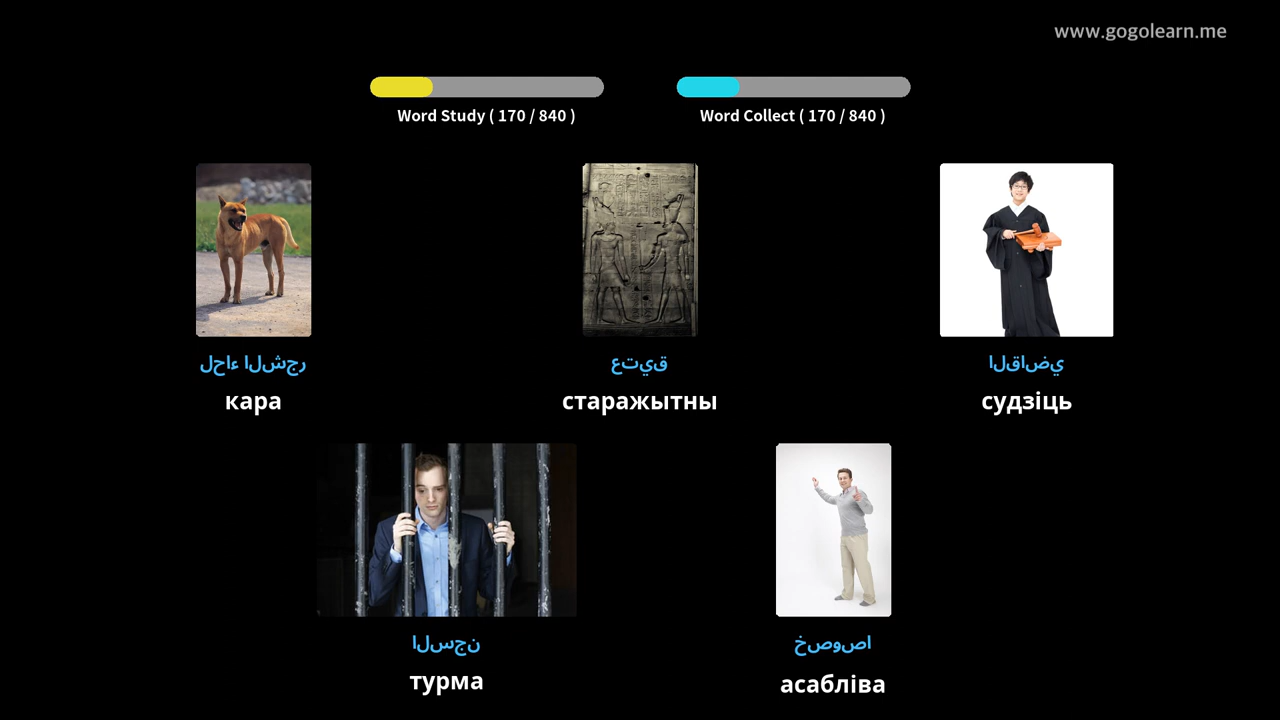 www.gogolearn.me
Word Study ( 170 / 840 )
Word Collect ( 170 / 840 )
لحاء الشجر
кара
عتيق
старажытны
القاضي
судзіць
السجن
турма
خصوصا
асабліва